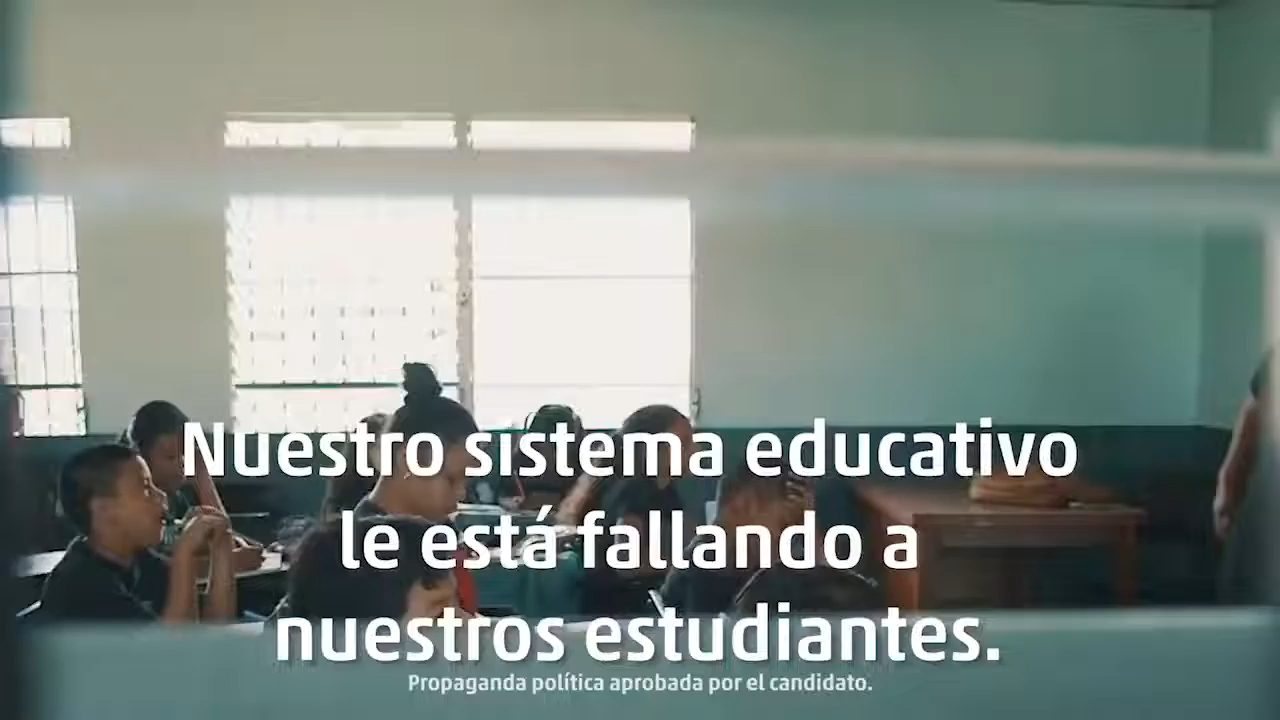 Nuestro sistema educativo
le está fallando a
nuestros estudiantes.
Propaganda política aprobada por el candidato.